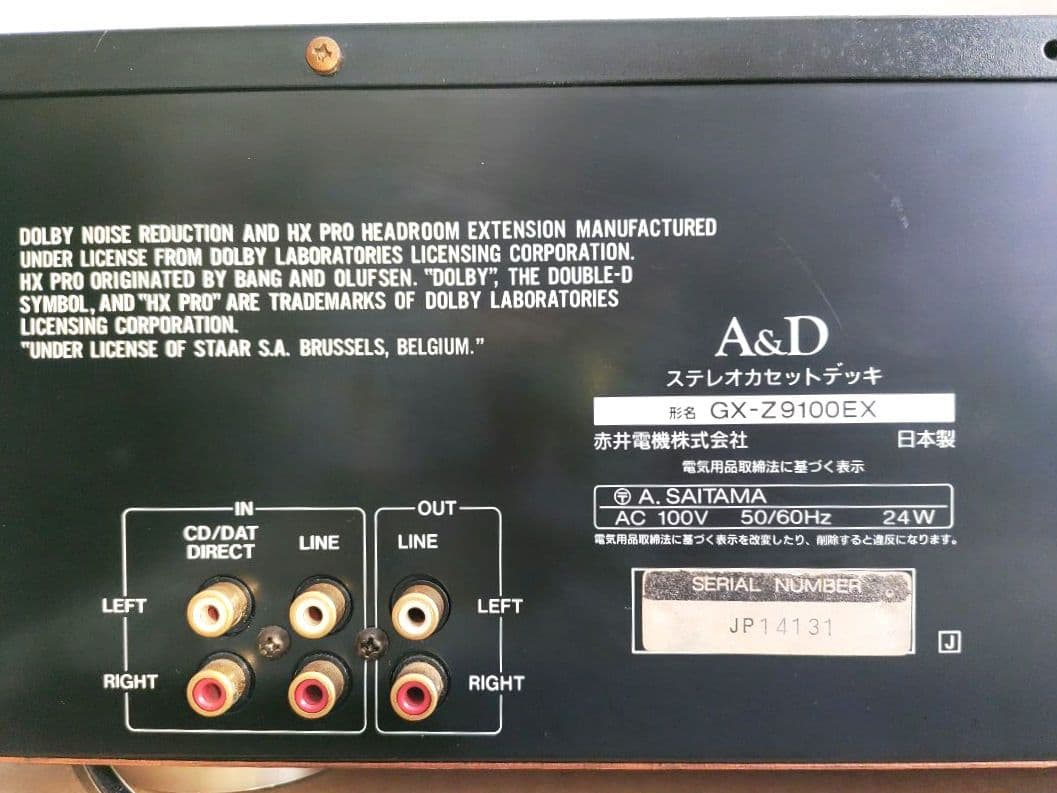 DOLBY NOISE REDUCTION AND HX PRO HEADROOM EXTENSION MANUFACTURED
UNDER LICENSE FROM DOLBY LABORATORIES LICENSING CORPORATION.
HX PRO ORIGINATED BY BANG AND OLUFSEN. "DOLBY", THE DOUBLE-D
SYMBOL, AND "HX PRO" ARE TRADEMARKS OF DOLBY LABORATORIES
LICENSING CORPORATION.
"UNDER LICENSE OF STAAR S.A. BRUSSELS, BELGIUM."
A&D
ステレオカセットデッキ
形名 GX-Z9100EX
赤井電機株式会社 日本製
電気用品取締法に基づく表示
〶 A. SAITAMA
AC 100V 50/60Hz 24W
電気用品取締法に基づく表示を改変したり、削除すると違反になります。
SERIAL NUMBER
JP14131
J
IN OUT
CD/DAT
DIRECT LINE LINE
LEFT LEFT
RIGHT RIGHT